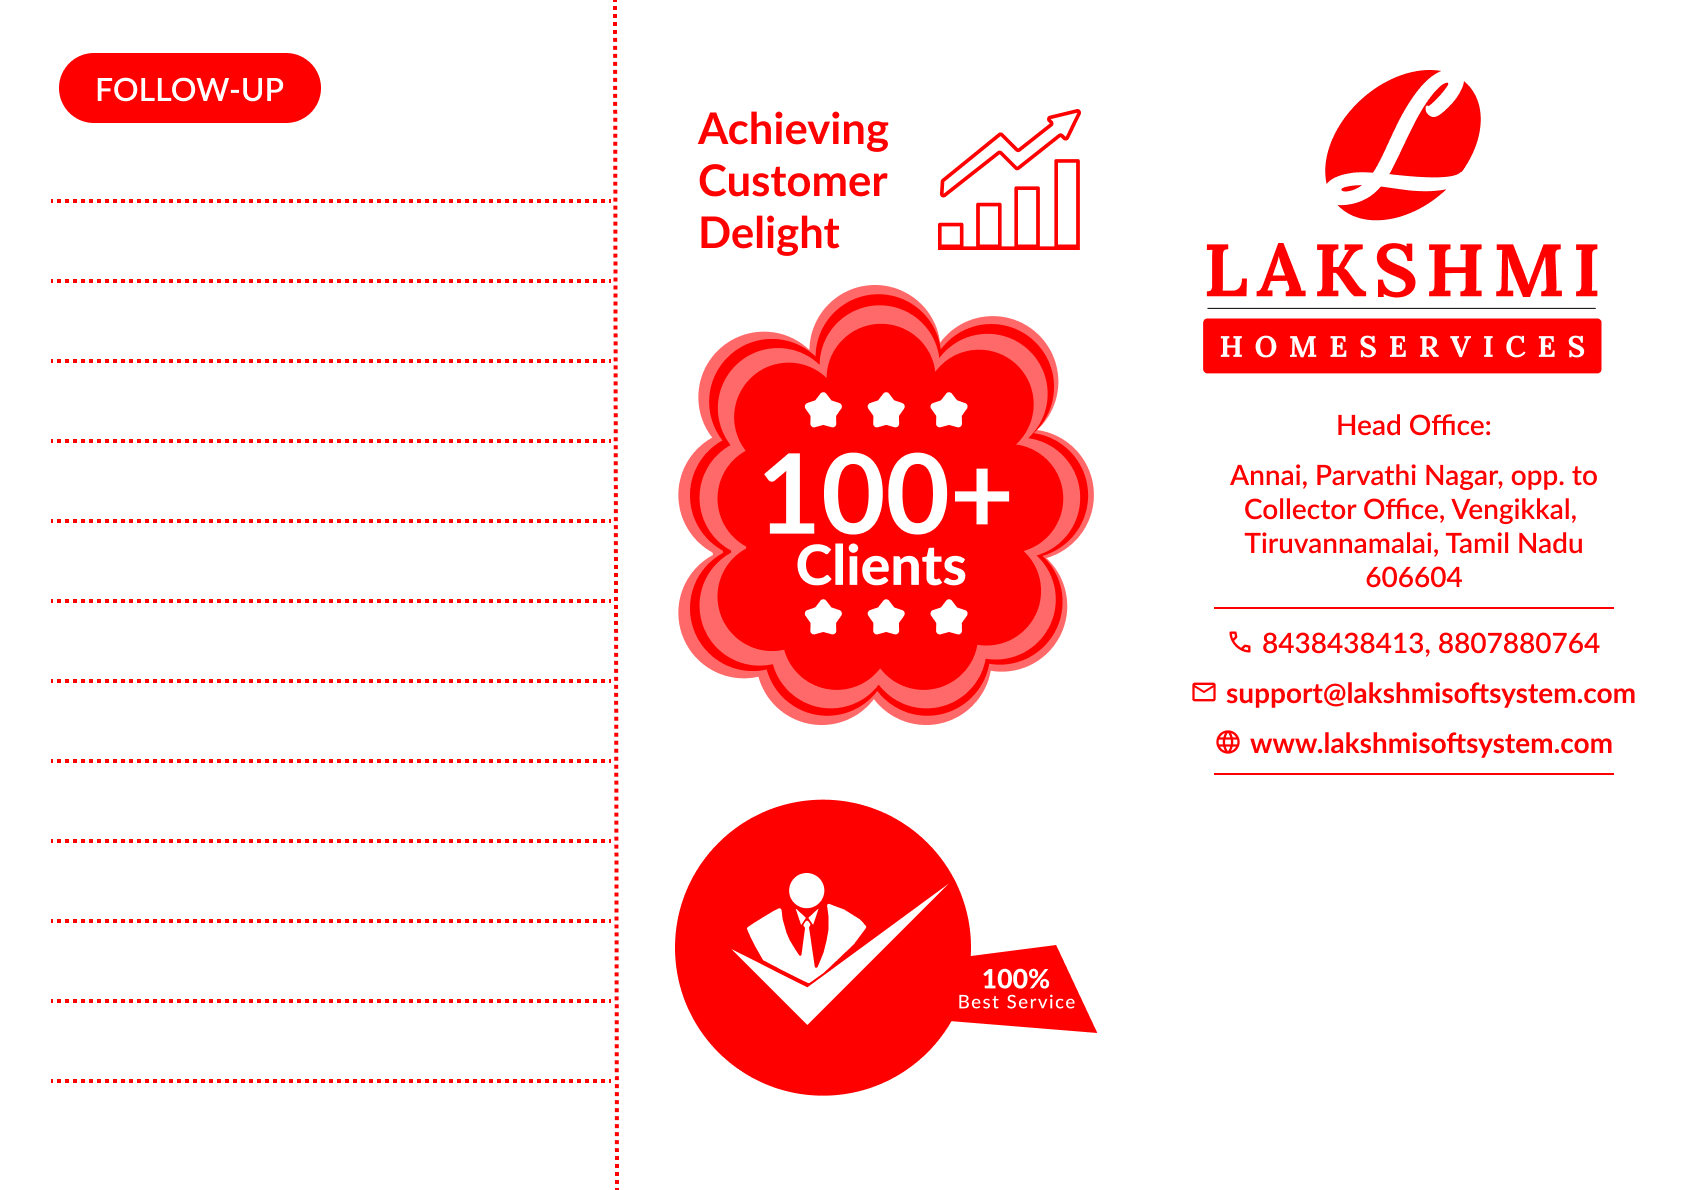 FOLLOW-UP
Achieving
Customer
Delight
100+
Clients
100%
Best Service
LAKSHMI
HOMESERVICES
Head Office:
Annai, Parvathi Nagar, opp. to
Collector Office, Vengikkal,
Tiruvannamalai, Tamil Nadu
606604
8438438413, 8807880764
support@lakshmisoftsystem.com
www.lakshmisoftsystem.com